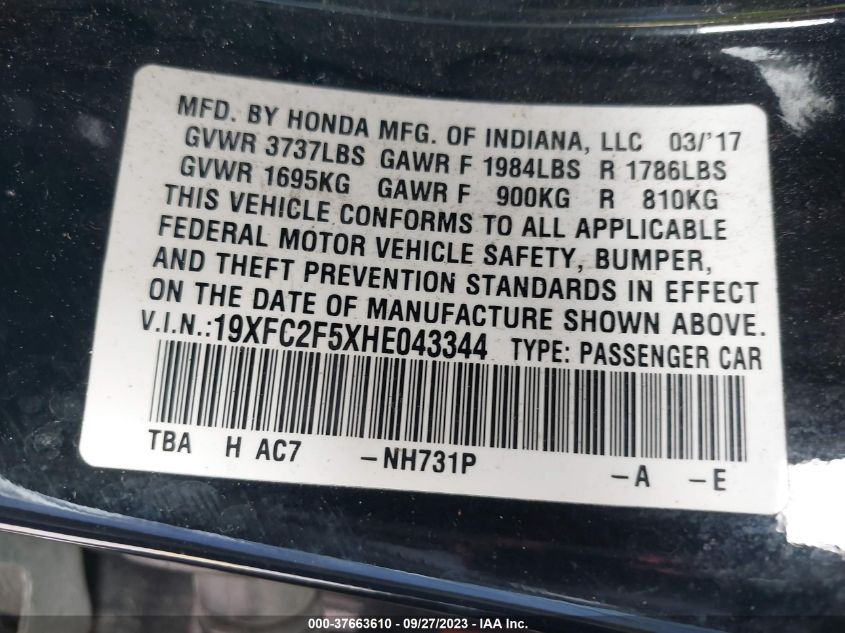 MFD. BY HONDA MFG. OF INDIANA, LLC 03/'17
GVWR 3737LBS GAWR F 1984LBS R 1786LBS
GVWR 1695KG GAWR F 900KG R 810KG
THIS VEHICLE CONFORMS TO ALL APPLICABLE
FEDERAL MOTOR VEHICLE SAFETY, BUMPER,
AND THEFT PREVENTION STANDARDS IN EFFECT
ON THE DATE OF MANUFACTURE SHOWN ABOVE.
V.I.N.:19XFC2F5XHE043344 TYPE: PASSENGER CAR
TBA H AC7 –NH731P –A –E
000-37663610 - 09/27/2023 - IAAI.com